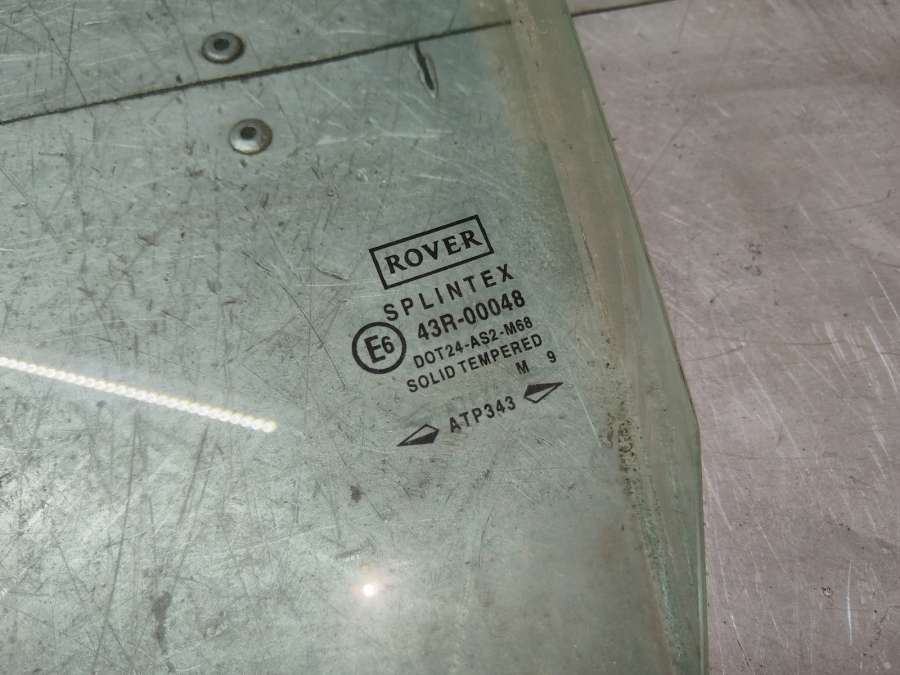 ROVER
SPLINTEX
E6 43R-00048
DOT24-AS2-M68
SOLID TEMPERED
M 9
ATP343